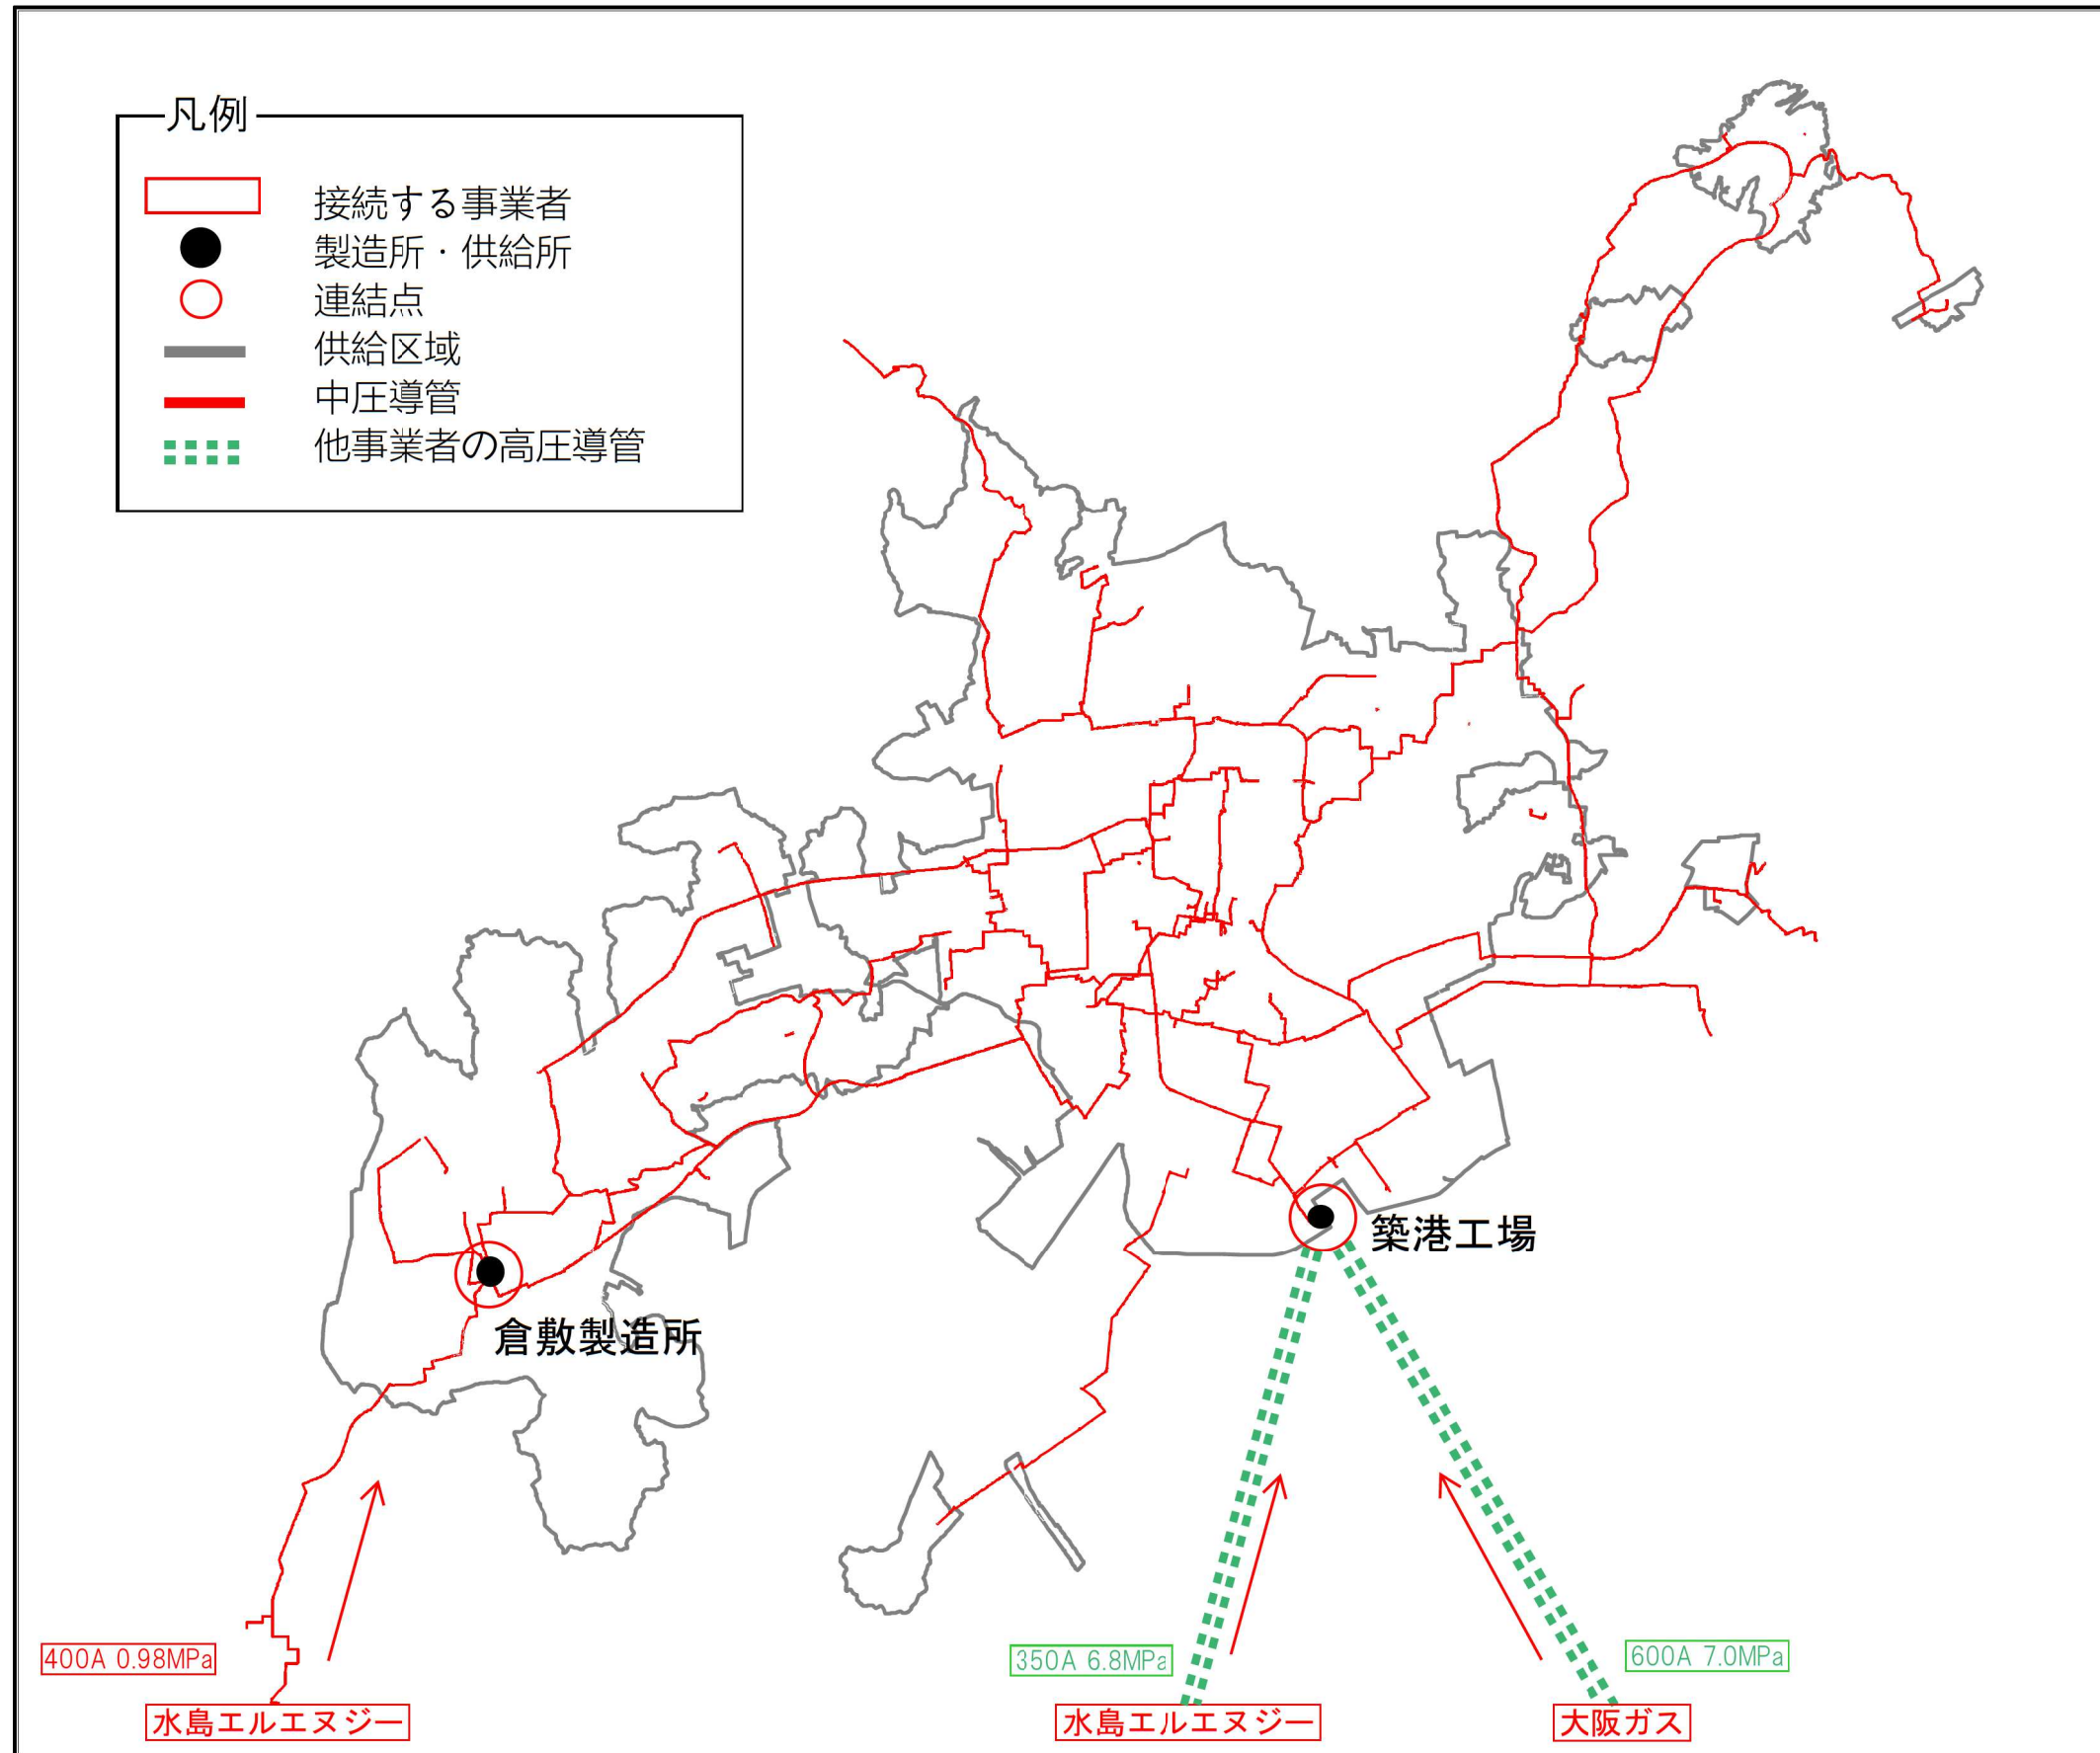 凡例
接続する事業者
製造所・供給所
連結点
供給区域
中圧導管
他事業者の高圧導管
築港工場
倉敷製造所
400A 0.98MPa
350A 6.8MPa
600A 7.0MPa
水島エルエヌジー
水島エルエヌジー
大阪ガス